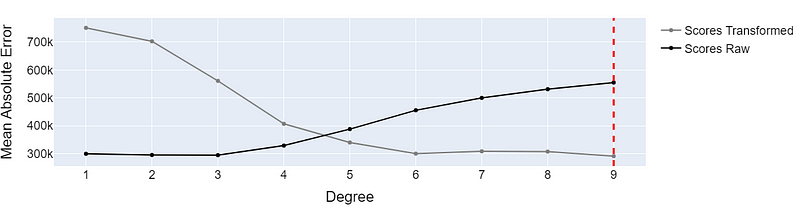 Mean Absolute Error
700k
600k
500k
400k
300k
1 2 3 4 5 6 7 8 9
Degree
Scores Transformed
Scores Raw